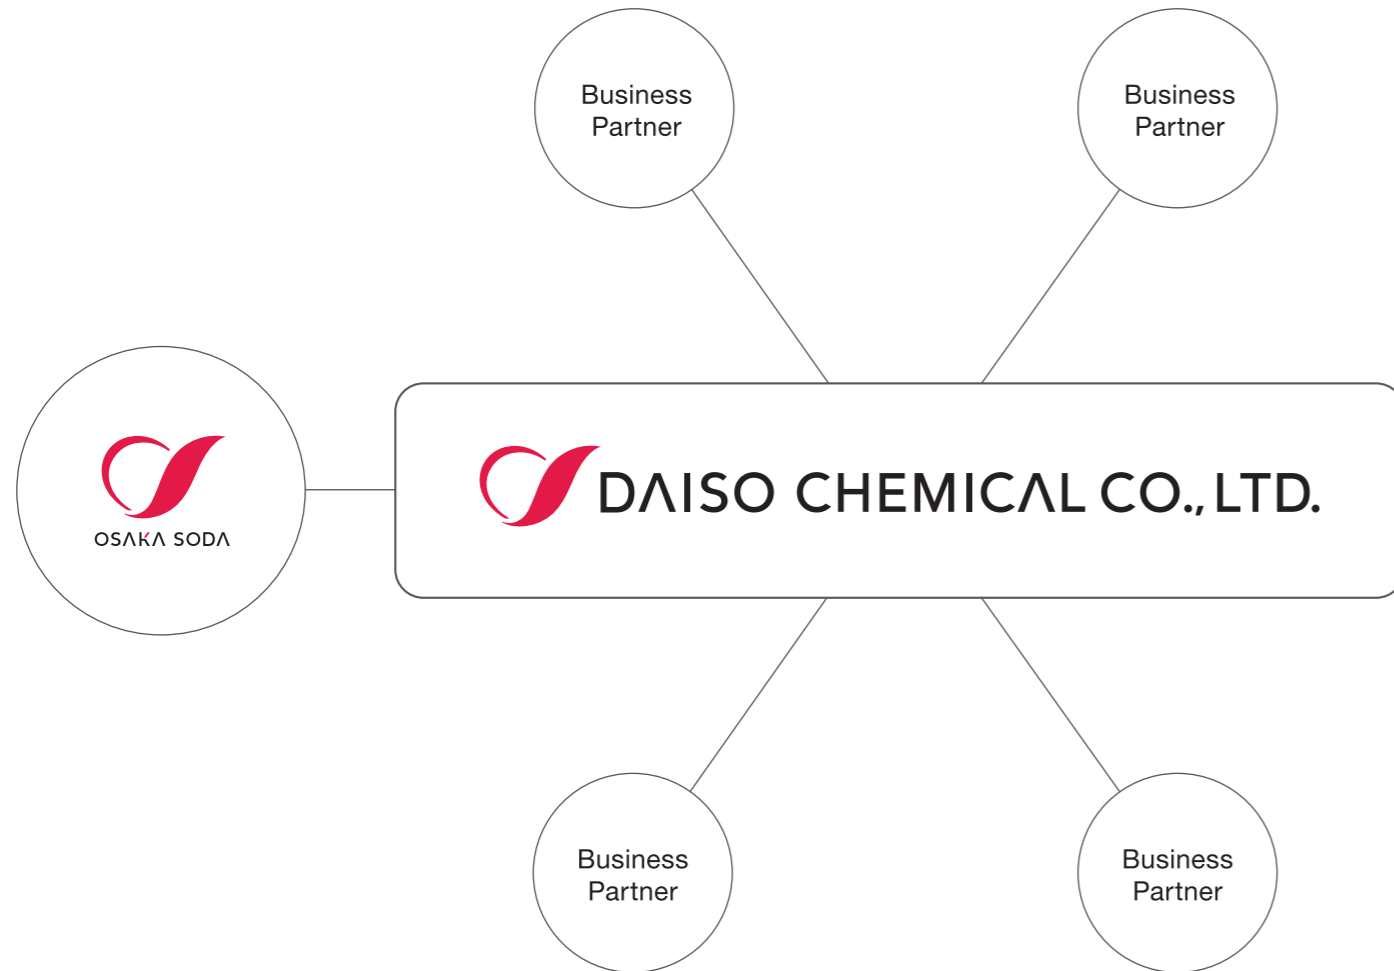 Business
Partner
Business
Partner
OSAKA SODA
DAISO CHEMICAL CO., LTD.
Business
Partner
Business
Partner